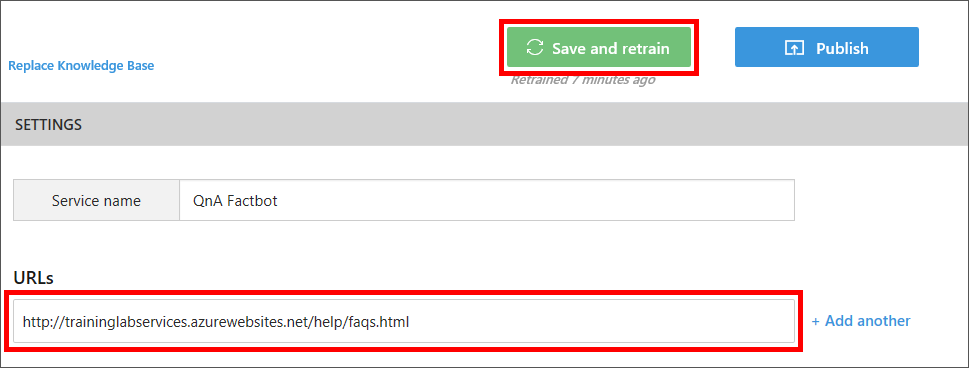 Save and retrain
Publish
Replace Knowledge Base
Retrained 7 minutes ago
SETTINGS
Service name
QnA Factbot
URLs
http://traininglabservices.azurewebsites.net/help/faqs.html
+ Add another